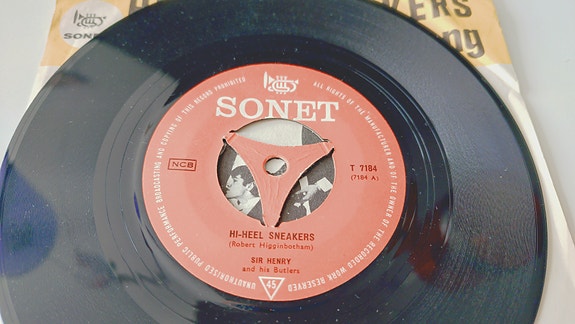 SONET
KERS
ng
ALL RIGHTS OF THE MANUFACTURER AND OF THE OWNER OF THE RECORDED WORK RESERVED
UNAUTHORISED PUBLIC PERFORMANCE BROADCASTING AND COPYING OF THIS RECORD PROHIBITED
SONET
NCB
T 7184
(7184 A)
HI-HEEL SNEAKERS
(Robert Higginbotham)
SIR HENRY
and his Butlers
45